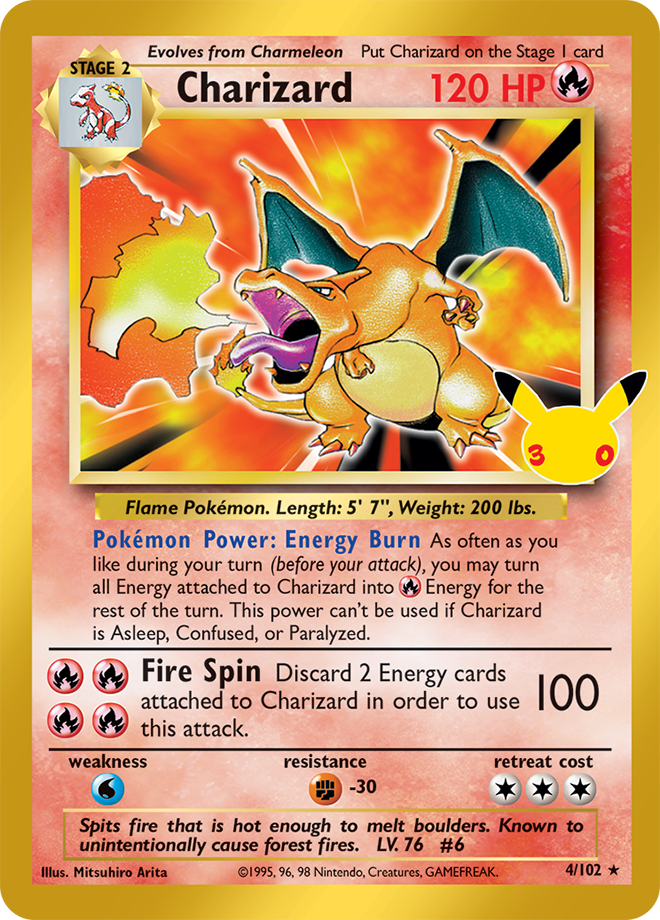 Evolves from Charmeleon Put Charizard on the Stage 1 card
STAGE 2
Charizard 120 HP
30
Flame Pokémon. Length: 5' 7", Weight: 200 lbs.
Pokémon Power: Energy Burn As often as you
like during your turn (before your attack), you may turn
all Energy attached to Charizard into Energy for the
rest of the turn. This power can't be used if Charizard
is Asleep, Confused, or Paralyzed.
Fire Spin Discard 2 Energy cards
attached to Charizard in order to use
this attack.
100
weakness resistance retreat cost
-30
Spits fire that is hot enough to melt boulders. Known to
unintentionally cause forest fires. LV. 76 #6
Illus. Mitsuhiro Arita ©1995, 96, 98 Nintendo, Creatures, GAMEFREAK. 4/102 ★